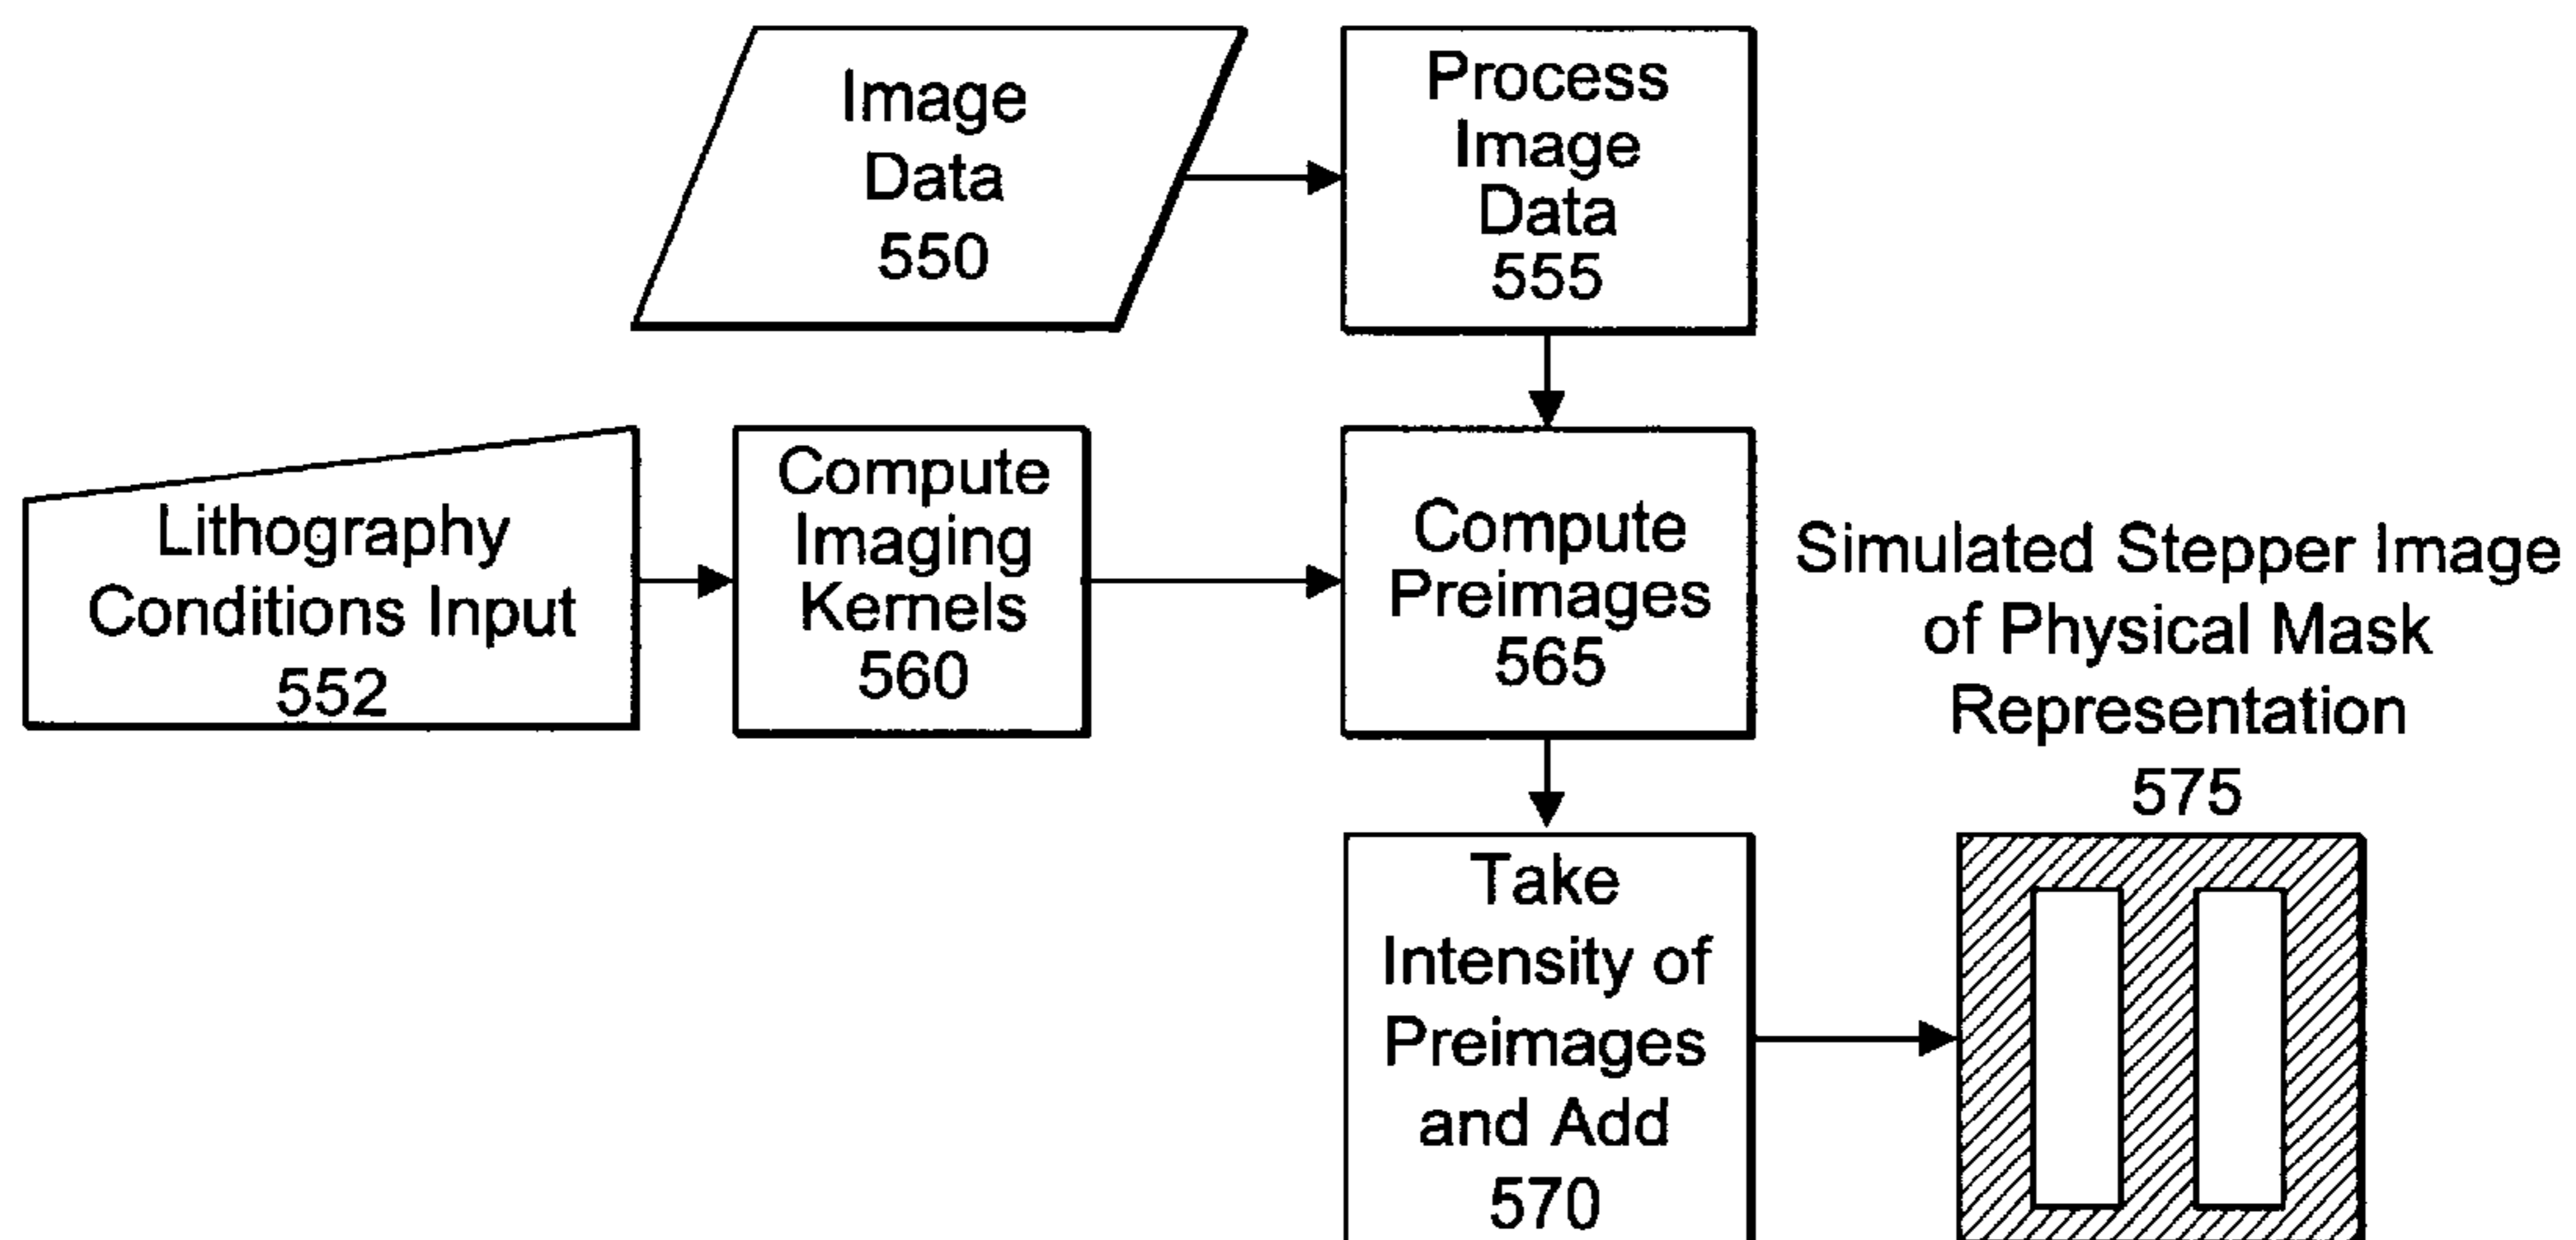 Image
Data
550
Process
Image
Data
555
Lithography
Conditions Input
552
Compute
Imaging
Kernels
560
Compute
Preimages
565
Simulated Stepper Image
of Physical Mask
Representation
575
Take
Intensity of
Preimages
and Add
570